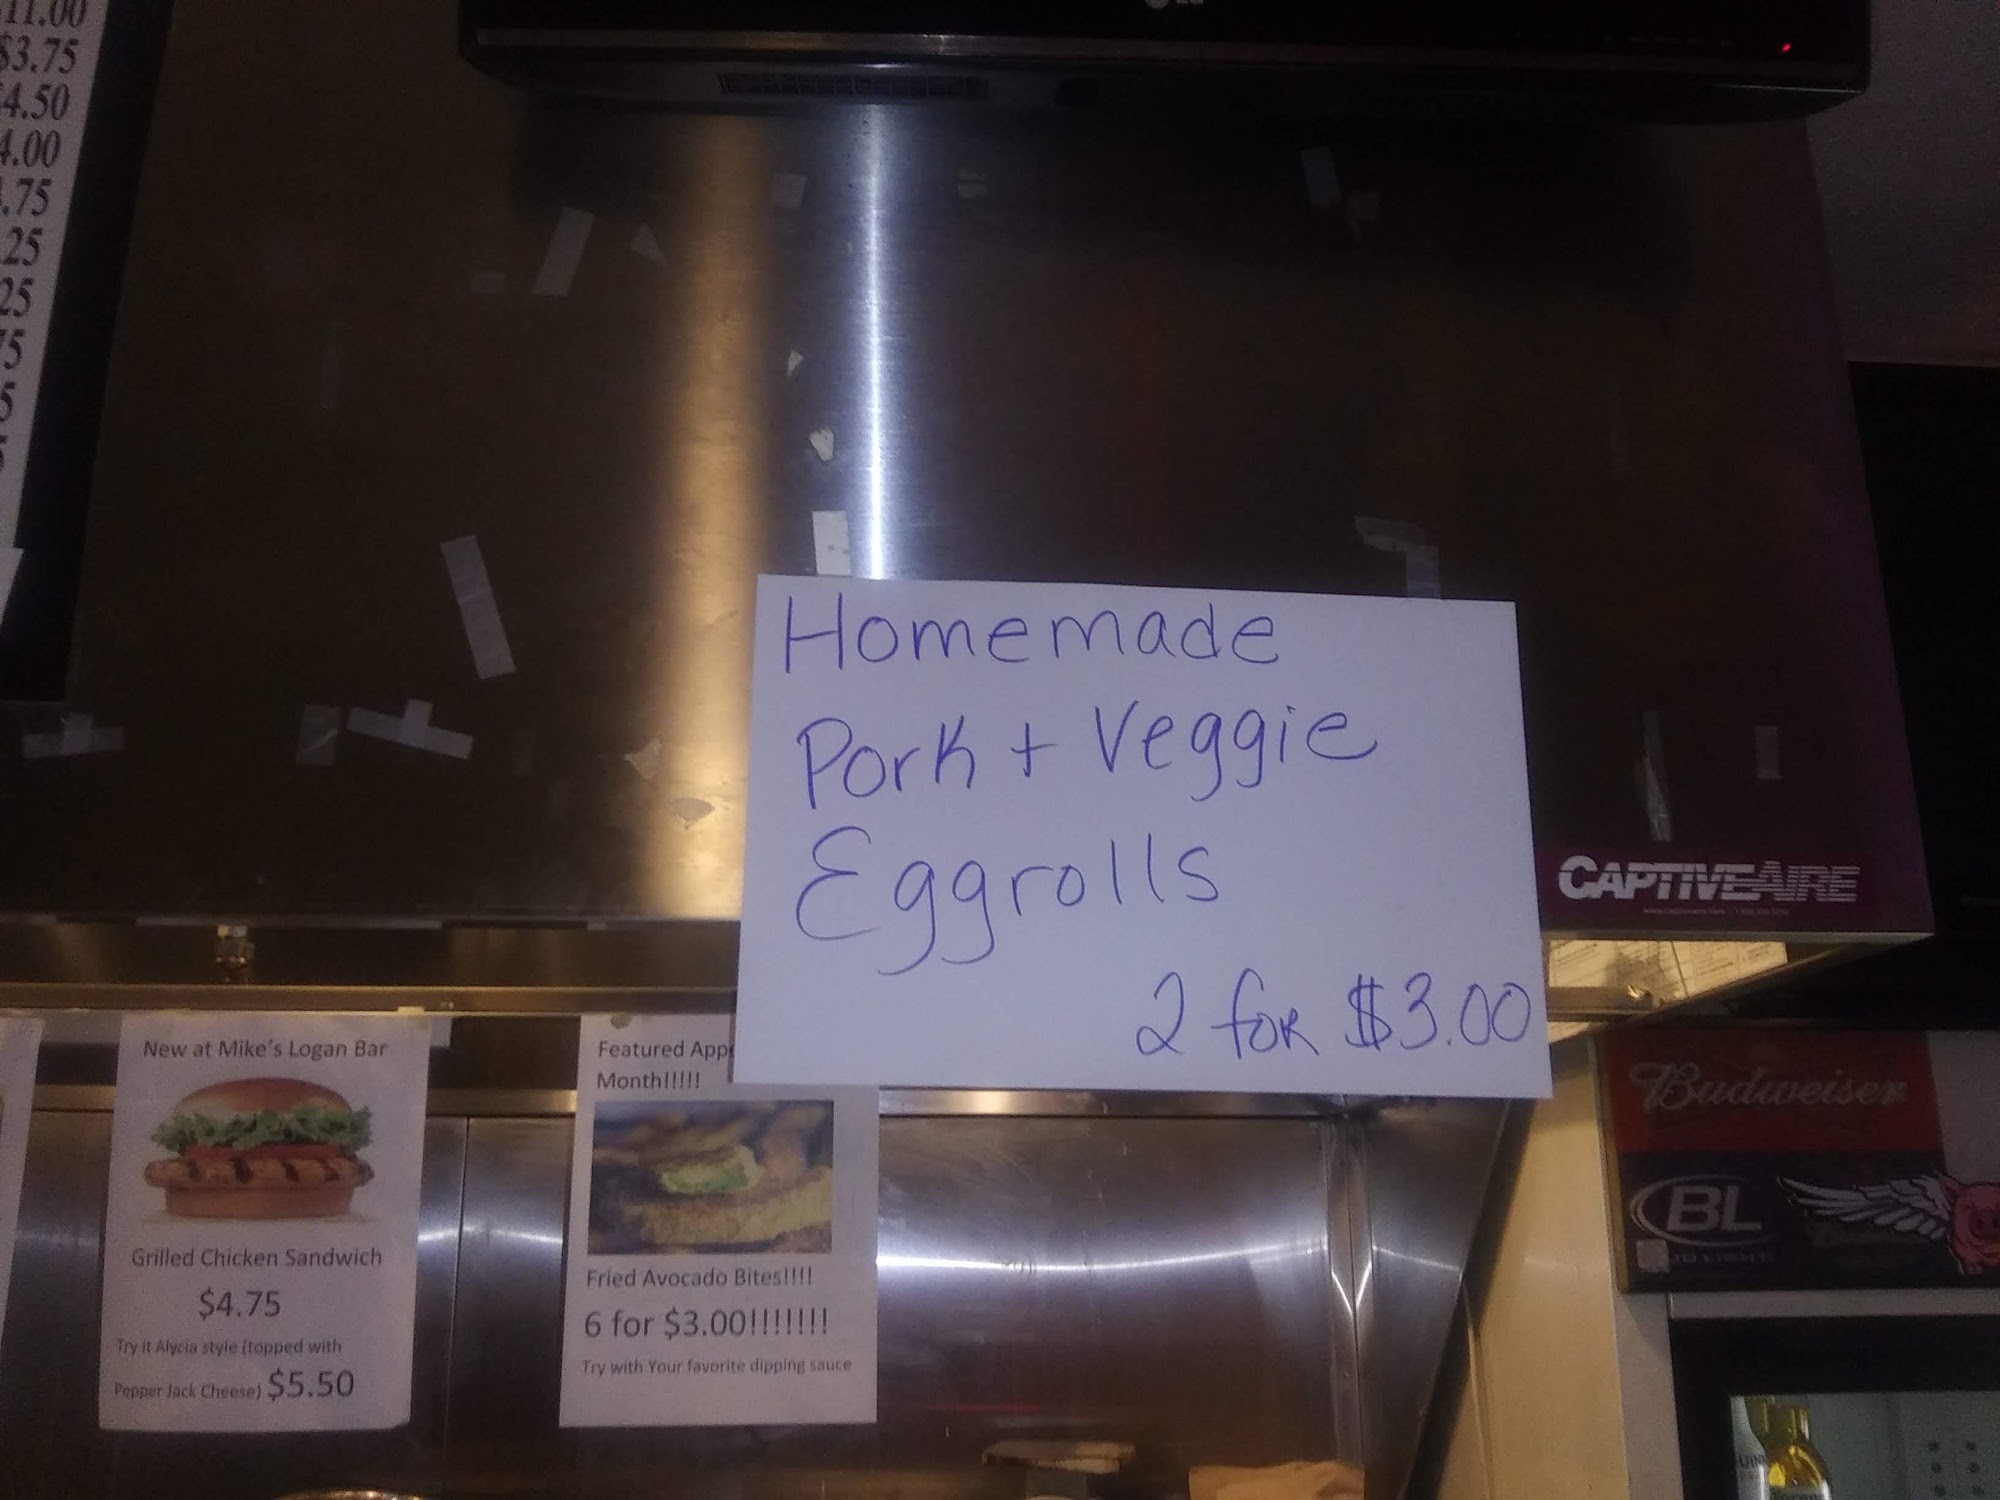 11.00
$3.75
4.50
4.00
.75
.25
25
75
5
Homemade
Pork + Veggie
Eggrolls
2 for $3.00
CAPTIVEAIRE
New at Mike's Logan Bar
Grilled Chicken Sandwich
$4.75
Try it Alycia style (topped with
Pepper Jack Cheese) $5.50
Featured Appe
Month!!!!!
Fried Avocado Bites!!!!
6 for $3.00!!!!!!!
Try with Your favorite dipping sauce
Budweiser
BL
UD LIGHT